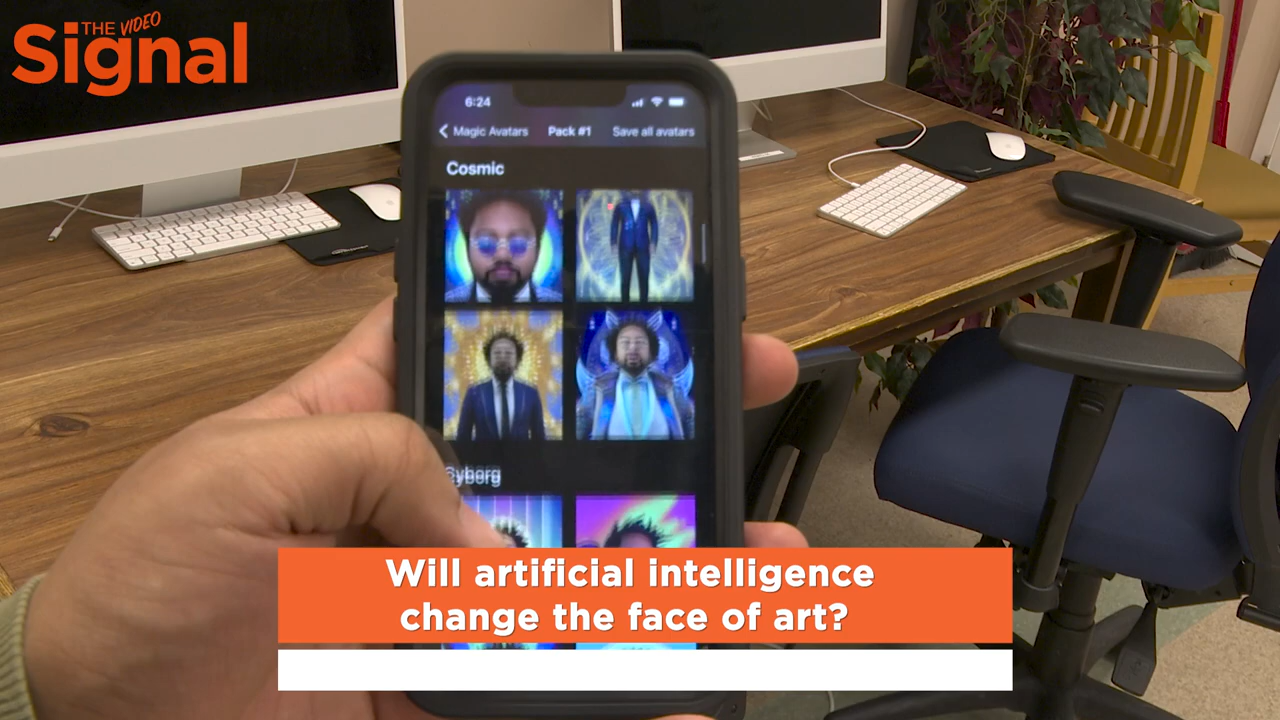 THE VIDEO
Signal
6:24
Magic Avatars Pack #1 Save all avatars
Cosmic
Cyborg
Will artificial intelligence
change the face of art?